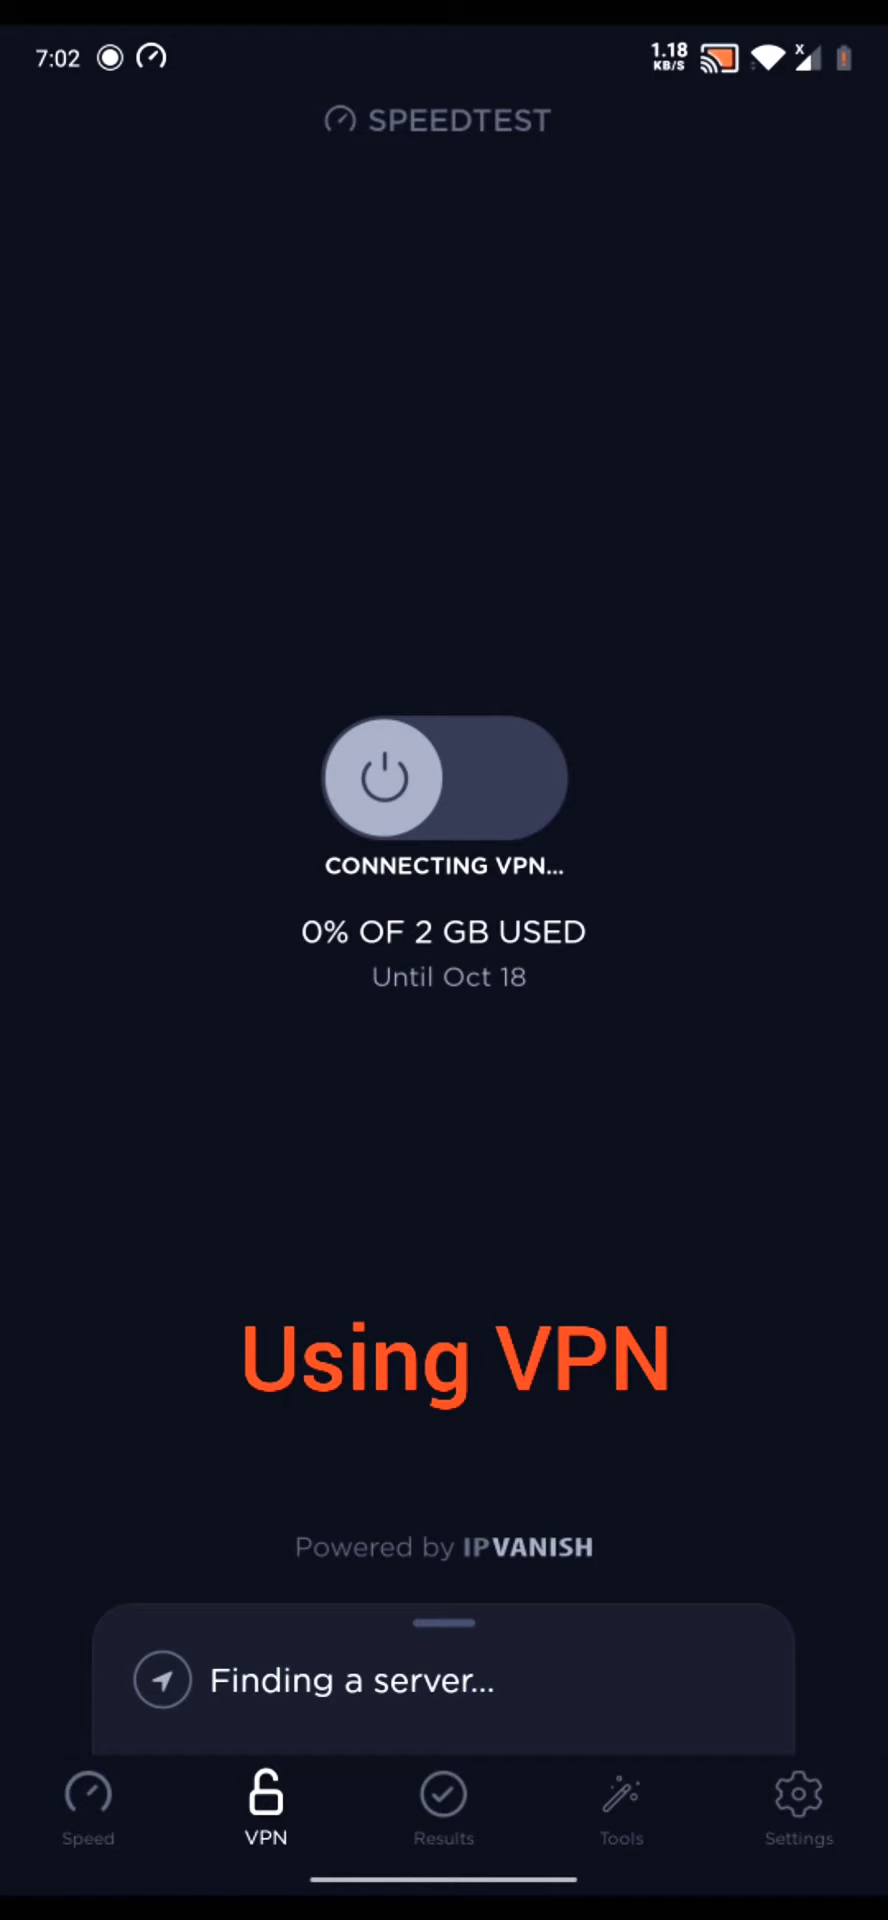 7:02
1.18
KB/S
x
SPEEDTEST
CONNECTING VPN...
0% OF 2 GB USED
Until Oct 18
Using VPN
Powered by IPVANISH
Finding a server...
Speed
VPN
Results
Tools
Settings